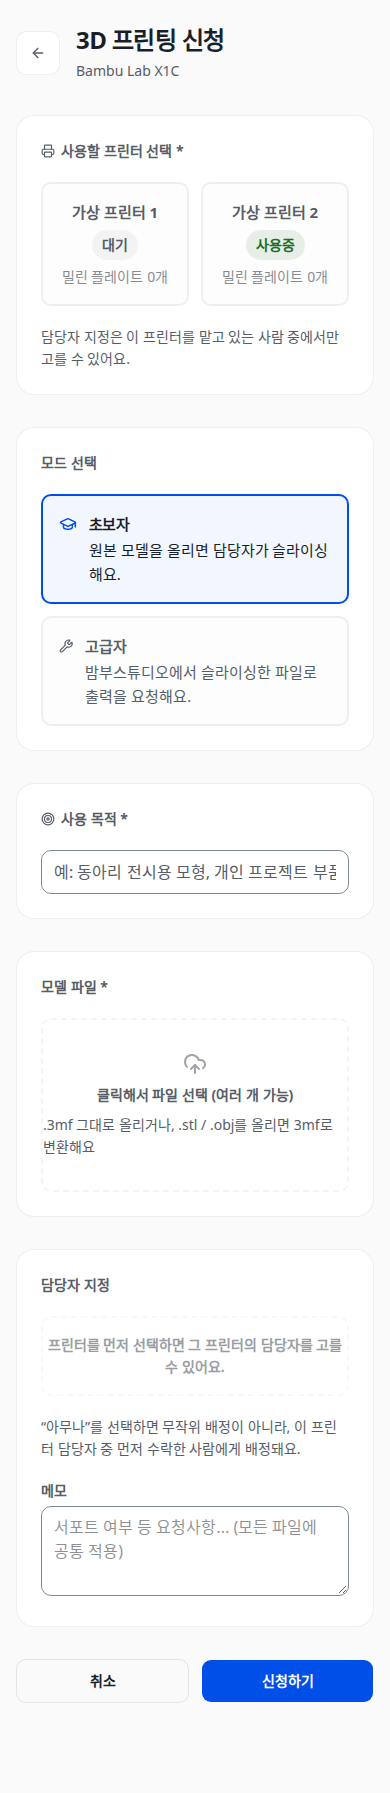 3D 프린팅 신청
Bambu Lab X1C
사용할 프린터 선택 *
가상 프린터 1
대기
밀린 플레이트 0개
가상 프린터 2
사용중
밀린 플레이트 0개
담당자 지정은 이 프린터를 맡고 있는 사람 중에서만
고를 수 있어요.
모드 선택
초보자
원본 모델을 올리면 담당자가 슬라이싱
해요.
고급자
밤부스튜디오에서 슬라이싱한 파일로
출력을 요청해요.
사용 목적 *
예: 동아리 전시용 모형, 개인 프로젝트 부품
모델 파일 *
클릭해서 파일 선택 (여러 개 가능)
.3mf 그대로 올리거나, .stl / .obj를 올리면 3mf로
변환해요
담당자 지정
프린터를 먼저 선택하면 그 프린터의 담당자를 고를
수 있어요.
“아무나”를 선택하면 무작위 배정이 아니라, 이 프린
터 담당자 중 먼저 수락한 사람에게 배정돼요.
메모
서포트 여부 등 요청사항... (모든 파일에
공통 적용)
취소
신청하기